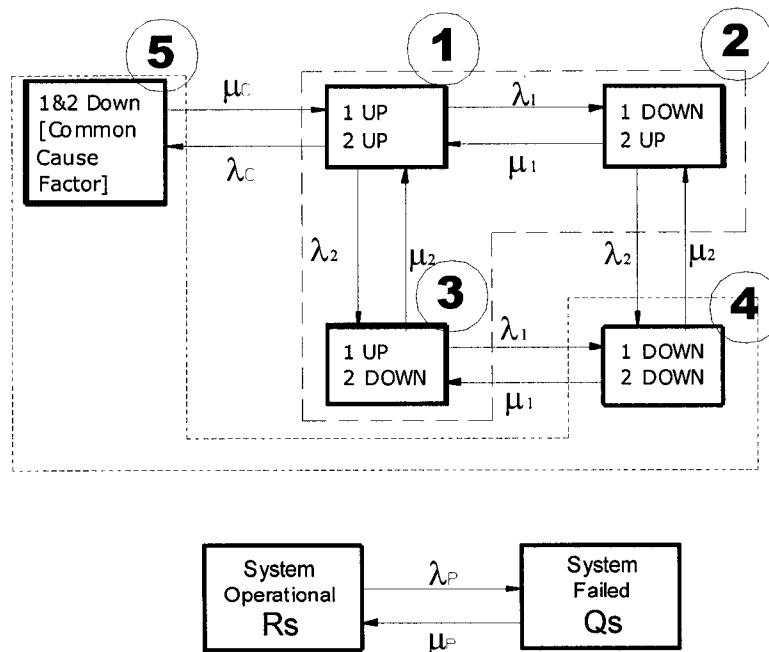 5
1
2
1&2 Down
[Common
Cause
Factor]
μC
λC
1 UP
2 UP
λ1
μ1
1 DOWN
2 UP
λ2
μ2
λ2
μ2
3
4
1 UP
2 DOWN
λ1
μ1
1 DOWN
2 DOWN
System
Operational
Rs
λP
μP
System
Failed
Qs